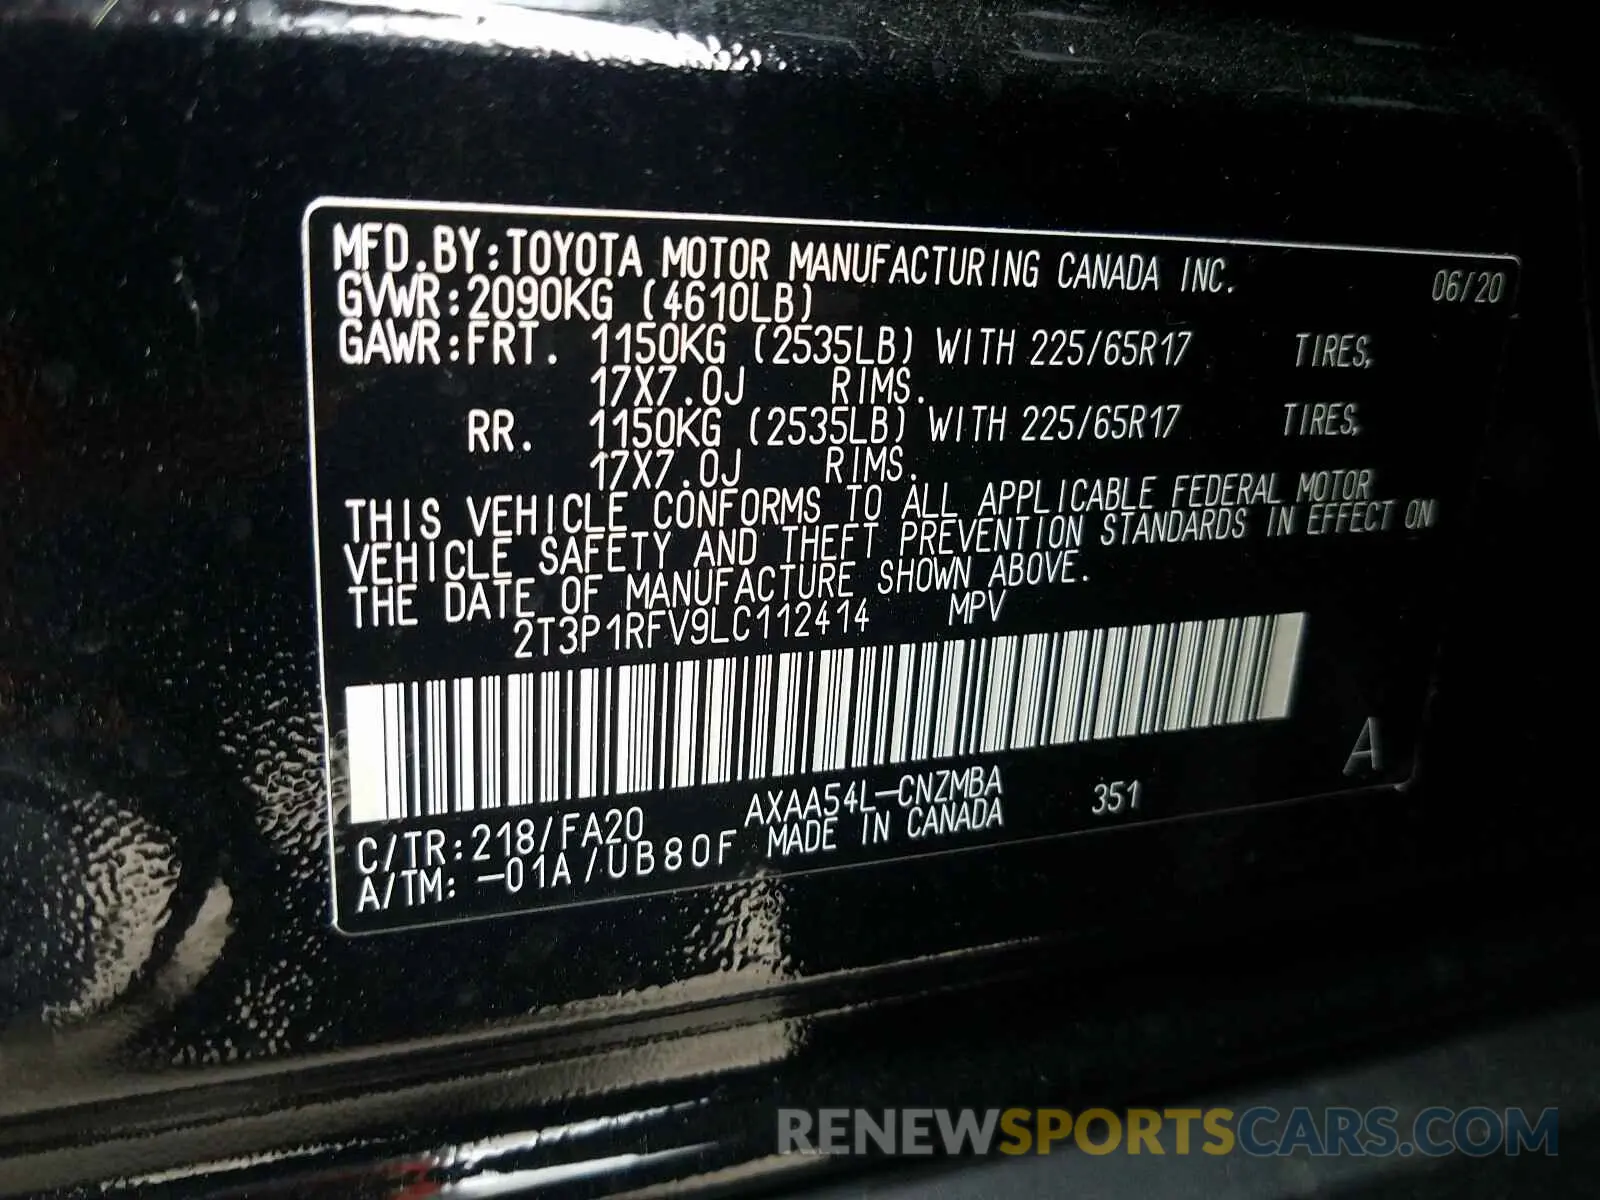 MFD.BY:TOYOTA MOTOR MANUFACTURING CANADA INC. 06/20
GVWR:2090KG (4610LB)
GAWR:FRT. 1150KG (2535LB) WITH 225/65R17 TIRES,
17X7.0J RIMS.
RR. 1150KG (2535LB) WITH 225/65R17 TIRES,
17X7.0J RIMS.
THIS VEHICLE CONFORMS TO ALL APPLICABLE FEDERAL MOTOR
VEHICLE SAFETY AND THEFT PREVENTION STANDARDS IN EFFECT ON
THE DATE OF MANUFACTURE SHOWN ABOVE.
2T3P1RFV9LC112414 MPV
A
C/TR:218/FA20 AXAA54L-CNZMBA 351
A/TM: -01A/UB80F MADE IN CANADA
RENEWSPORTSCARS.COM